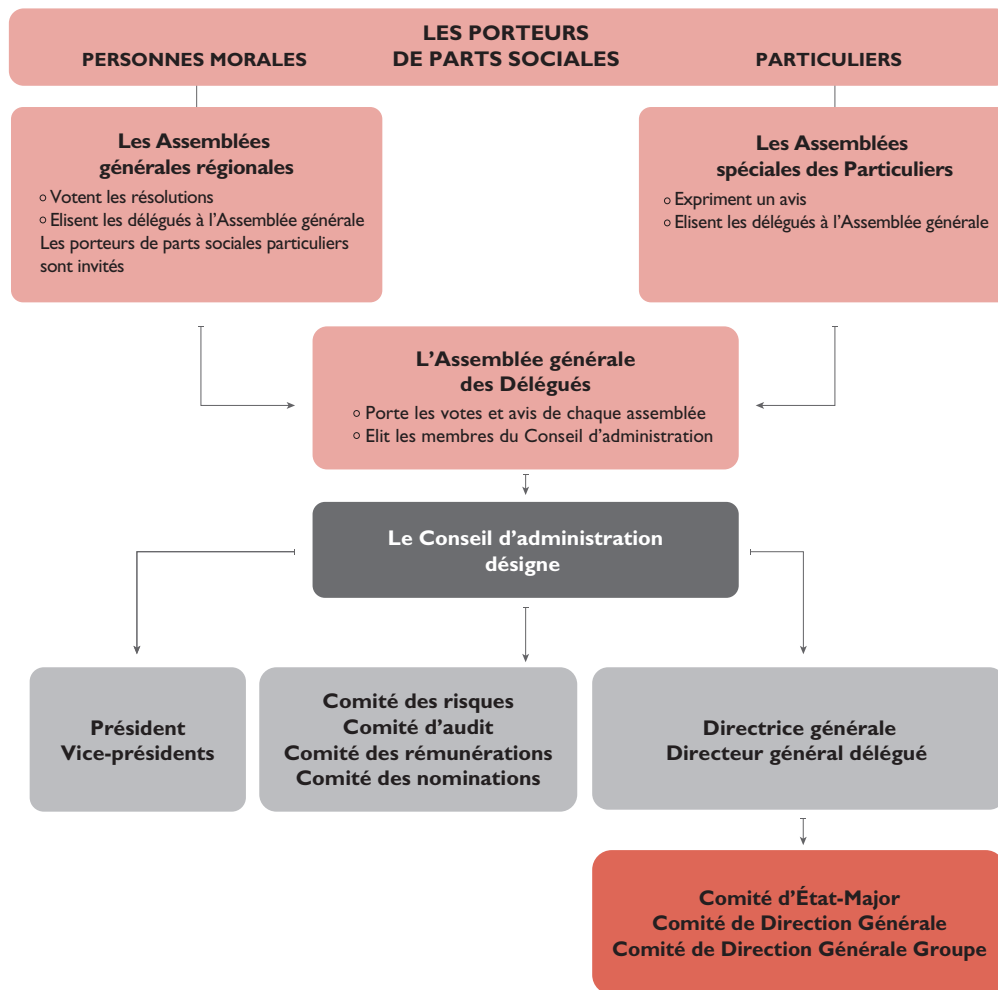 LES PORTEURS
DE PARTS SOCIALES
PERSONNES MORALES
PARTICULIERS
Les Assemblées
générales régionales
○ Votent les résolutions
○ Elisent les délégués à l’Assemblée générale
Les porteurs de parts sociales particuliers
sont invités
Les Assemblées
spéciales des Particuliers
○ Expriment un avis
○ Elisent les délégués à l’Assemblée générale
L’Assemblée générale
des Délégués
○ Porte les votes et avis de chaque assemblée
○ Elit les membres du Conseil d’administration
Le Conseil d’administration
désigne
Président
Vice-présidents
Comité des risques
Comité d’audit
Comité des rémunérations
Comité des nominations
Directrice générale
Directeur général délégué
Comité d’État-Major
Comité de Direction Générale
Comité de Direction Générale Groupe